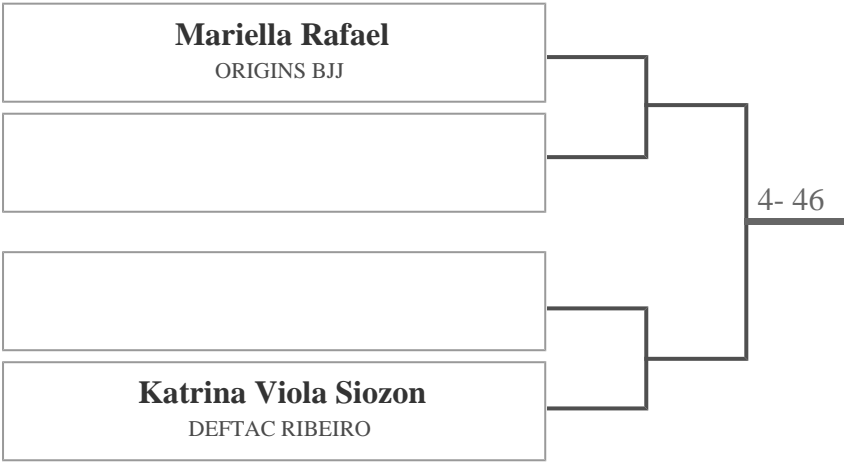 Mariella Rafael
ORIGINS BJJ
4- 46
Katrina Viola Siozon
DEFTAC RIBEIRO